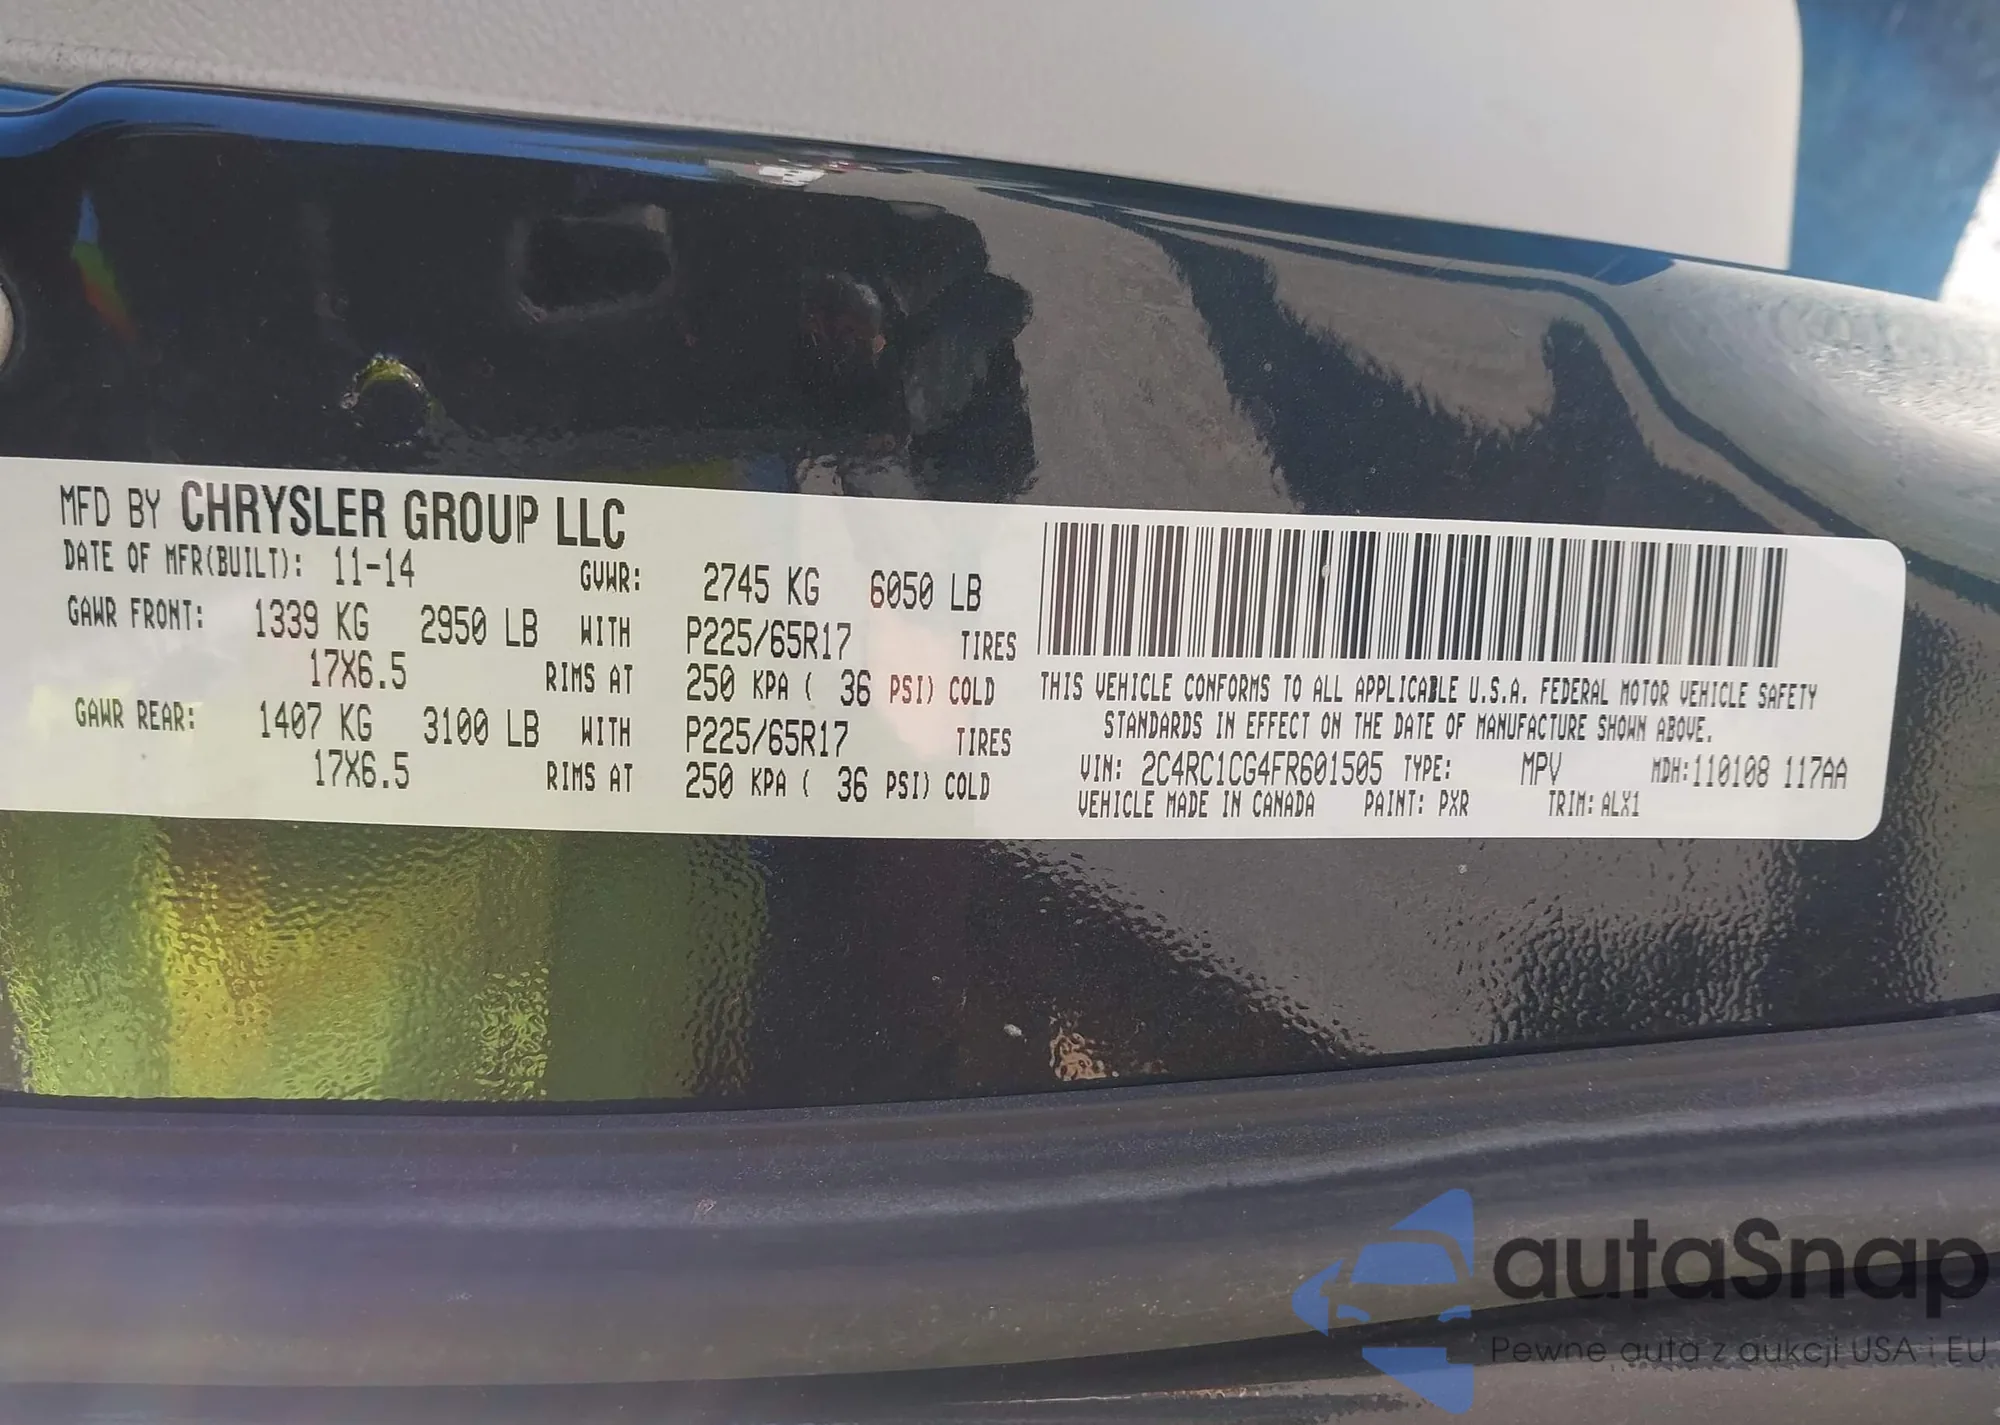 MFD BY CHRYSLER GROUP LLC
DATE OF MFR(BUILT): 11-14 GVWR: 2745 KG 6050 LB
GAWR FRONT: 1339 KG 2950 LB WITH P225/65R17 TIRES
17X6.5 RIMS AT 250 KPA ( 36 PSI) COLD
GAWR REAR: 1407 KG 3100 LB WITH P225/65R17 TIRES
17X6.5 RIMS AT 250 KPA ( 36 PSI) COLD
THIS VEHICLE CONFORMS TO ALL APPLICABLE U.S.A. FEDERAL MOTOR VEHICLE SAFETY
STANDARDS IN EFFECT ON THE DATE OF MANUFACTURE SHOWN ABOVE.
VIN: 2C4RC1CG4FR601505 TYPE: MPV MDH:110108 117AA
VEHICLE MADE IN CANADA PAINT: PXR TRIM: ALX1
autaSnap
Pewne auta z aukcji USA i EU